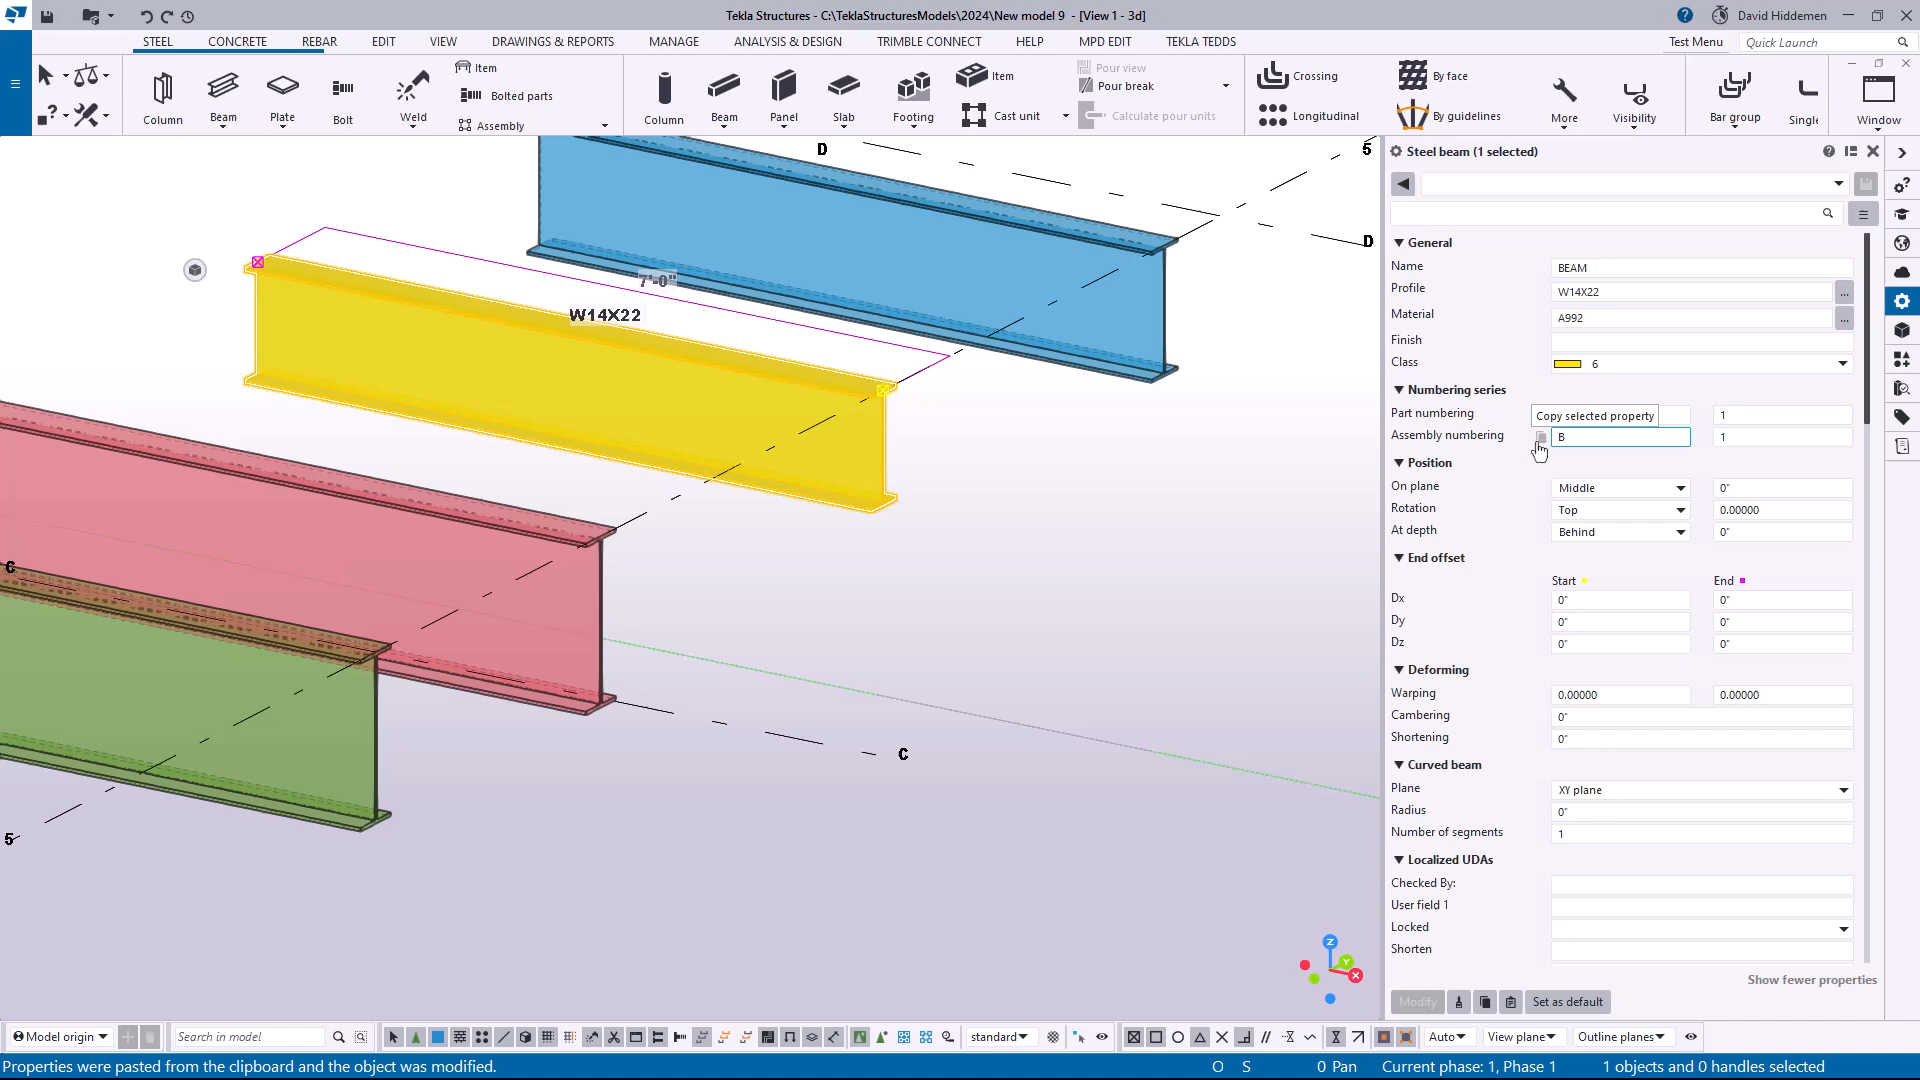 Tekla Structures - C:\TeklaStructuresModels\2024\New model 9 - [View 1 - 3d]
David Hiddemen
STEEL CONCRETE REBAR EDIT VIEW DRAWINGS & REPORTS MANAGE ANALYSIS & DESIGN TRIMBLE CONNECT HELP MPD EDIT TEKLA TEDDS
Test Menu
Quick Launch
Column Beam Plate Bolt Weld
Item
Bolted parts
Assembly
Column Beam Panel Slab Footing
Item
Cast unit
Pour view
Pour break
Calculate pour units
Crossing
Longitudinal
By face
By guidelines
More Visibility
Bar group Single
Window
D
5
D
7'-0"
W14X22
C
C
5
Z
Y
X
Steel beam (1 selected)
General
Name BEAM
Profile W14X22 ...
Material A992 ...
Finish
Class 6
Numbering series
Part numbering 1
Copy selected property
Assembly numbering B 1
Position
On plane Middle 0"
Rotation Top 0.00000
At depth Behind 0"
End offset
Start End
Dx 0" 0"
Dy 0" 0"
Dz 0" 0"
Deforming
Warping 0.00000 0.00000
Cambering 0"
Shortening 0"
Curved beam
Plane XY plane
Radius 0"
Number of segments 1
Localized UDAs
Checked By:
User field 1
Locked
Shorten
Show fewer properties
Modify Set as default
Model origin Search in model standard Auto View plane Outline planes
Properties were pasted from the clipboard and the object was modified. O S 0 Pan Current phase: 1, Phase 1 1 objects and 0 handles selected